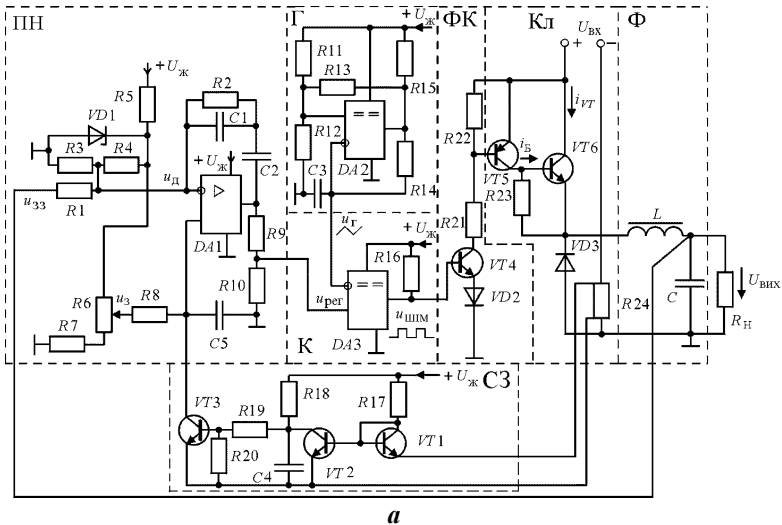 ПН
Г
ФК
Кл
Ф
+ Uж
Uвх
+
−
R11
R2
+Uж
R13
R15
R5
VD1
C1
R22
iVT
R3
R4
R12
iБ
VT6
C2
+Uж
DA2
VT5
uД
C3
R14
R23
uзз
R1
uг
R21
L
DA1
R9
+Uж
VD3
R16
VT4
R6
uз
R8
R10
C
Uвих
uрег
VD2
R24
R7
C5
uШІМ
RН
К
DA3
+ Uж
СЗ
VT3
R18
R17
R19
R20
C4
VT2
VT1
а